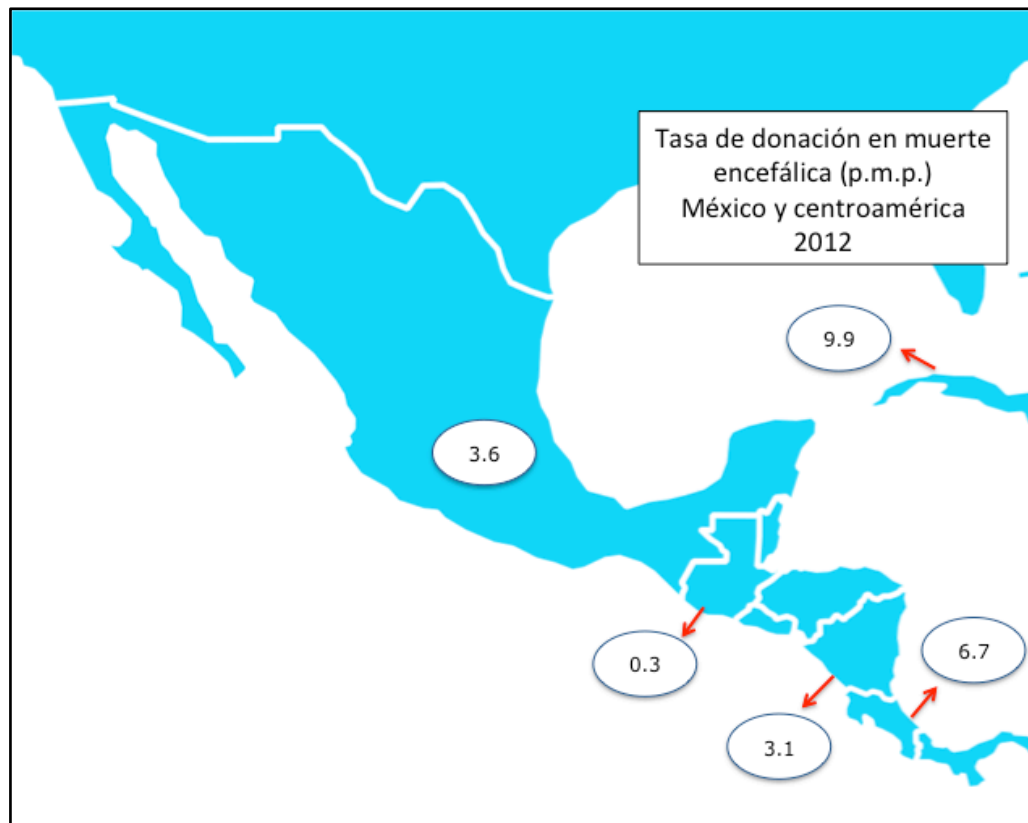 Tasa de donación en muerte
encefálica (p.m.p.)
México y centroamérica
2012
9.9
3.6
0.3
6.7
3.1